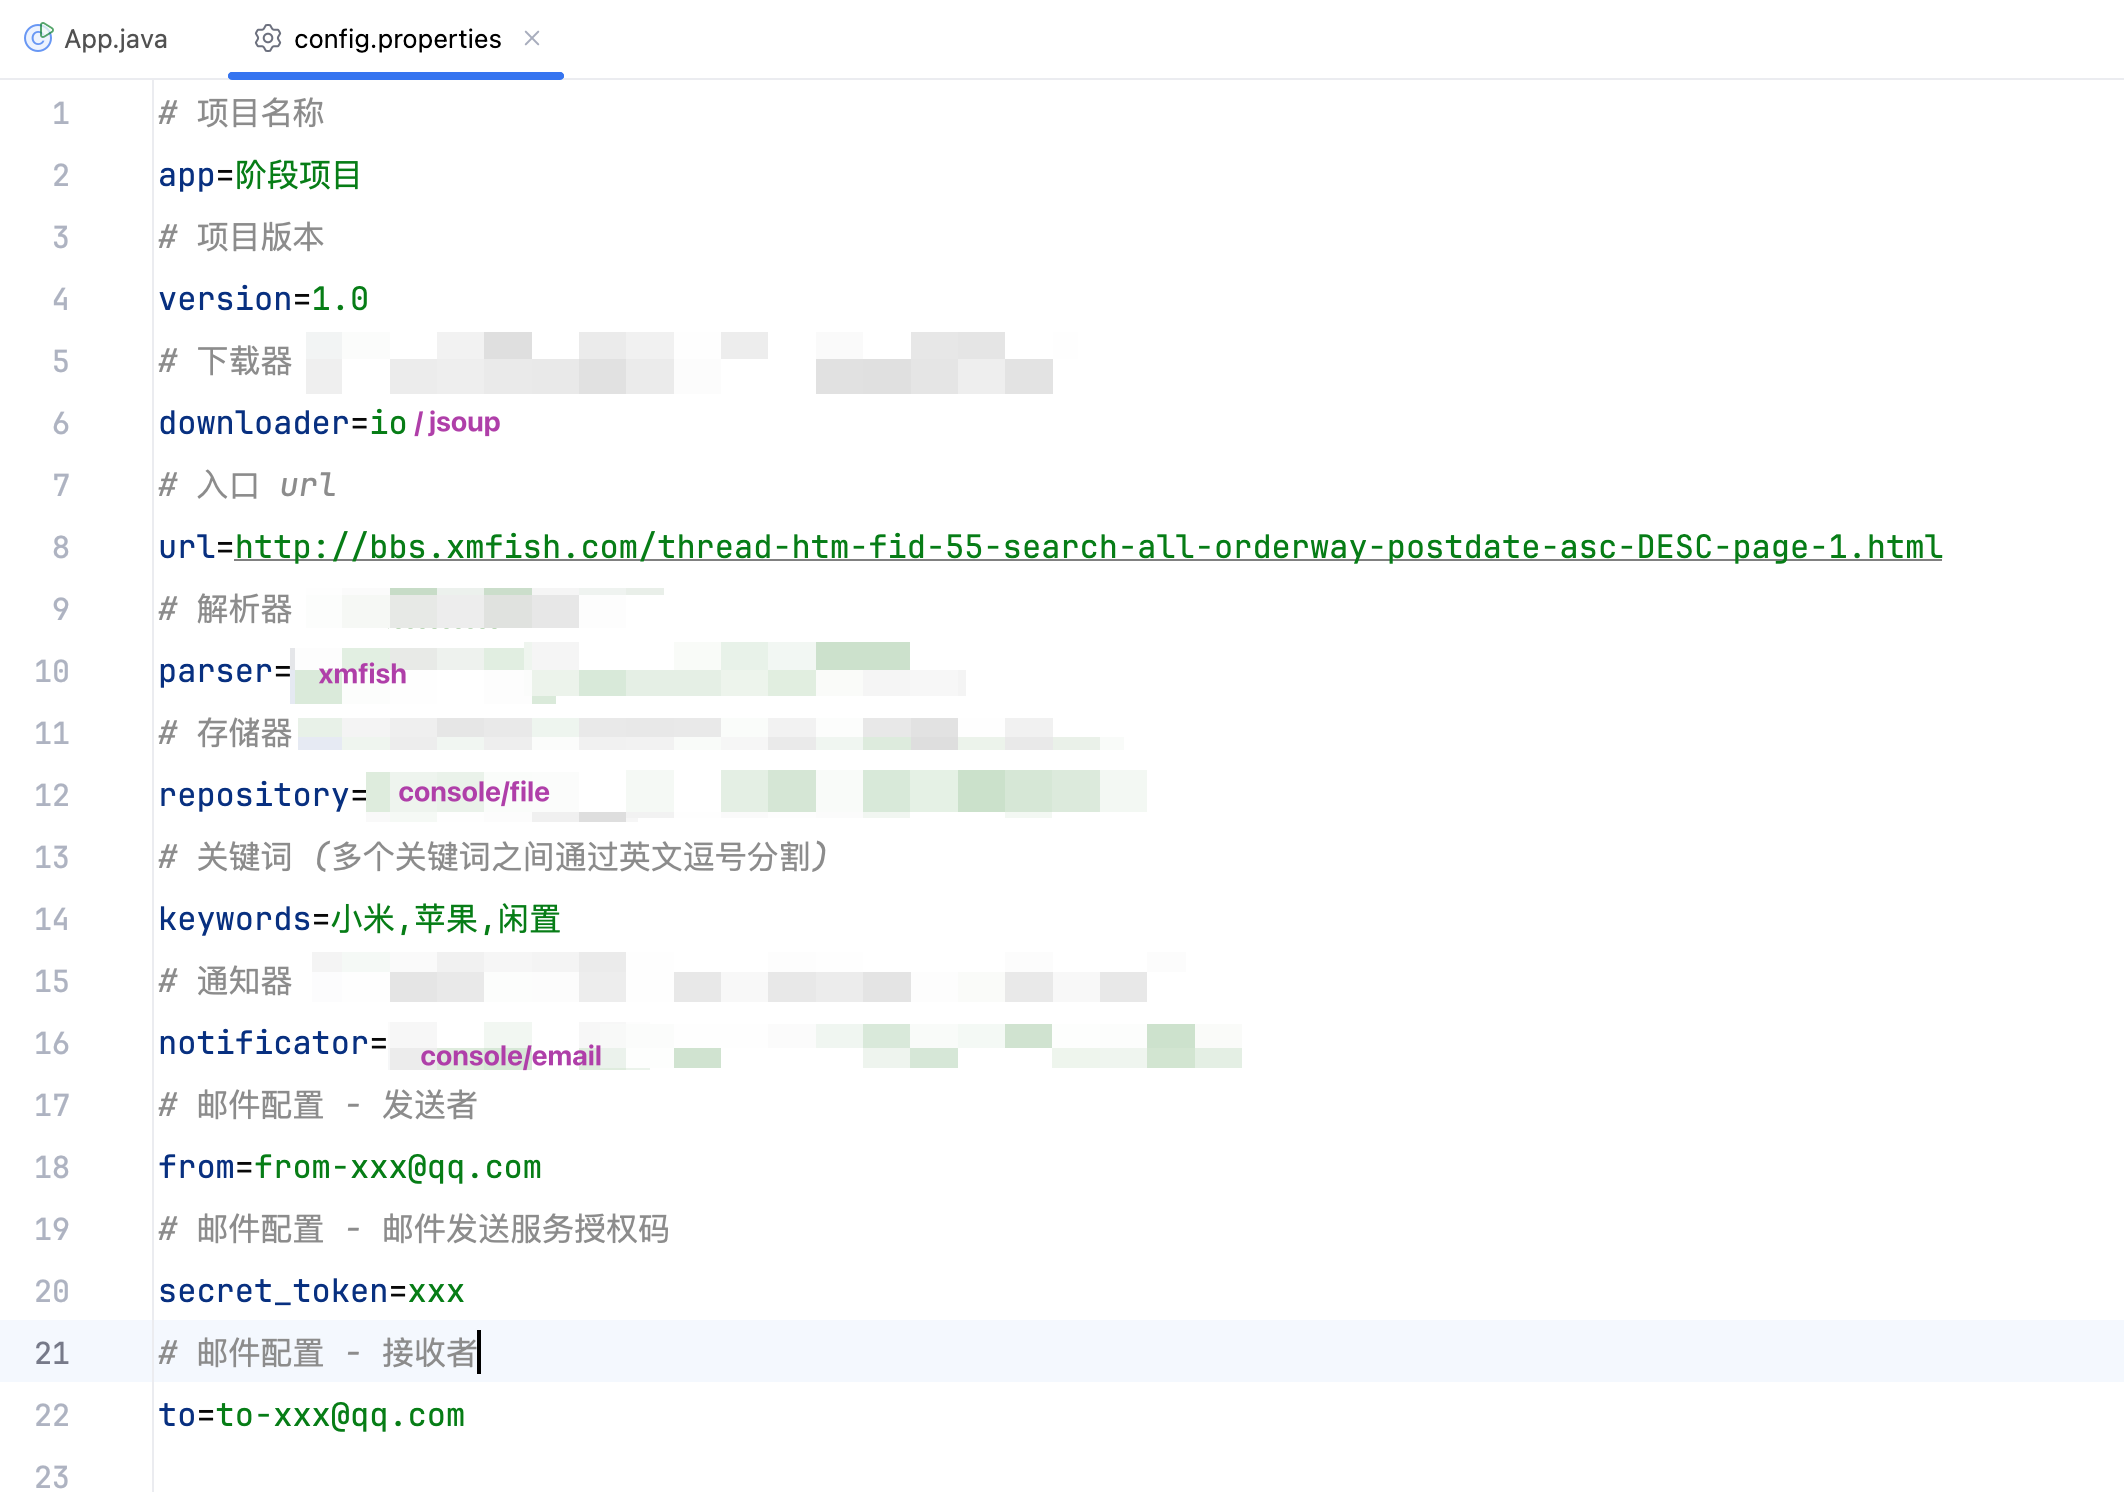 App.java config.properties
1 # 项目名称
2 app=阶段项目
3 # 项目版本
4 version=1.0
5 # 下载器
6 downloader=io / jsoup
7 # 入口 url
8 url=http://bbs.xmfish.com/thread-htm-fid-55-search-all-orderway-postdate-asc-DESC-page-1.html
9 # 解析器
10 parser= xmfish
11 # 存储器
12 repository= console/file
13 # 关键词 (多个关键词之间通过英文逗号分割)
14 keywords=小米,苹果,闲置
15 # 通知器
16 notificator= console/email
17 # 邮件配置 - 发送者
18 from=from-xxx@qq.com
19 # 邮件配置 - 邮件发送服务授权码
20 secret_token=xxx
21 # 邮件配置 - 接收者
22 to=to-xxx@qq.com
23